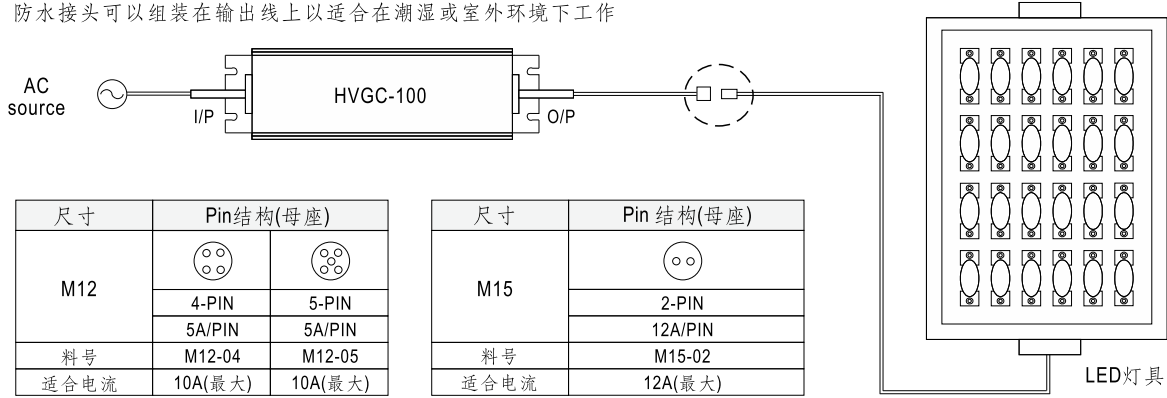 防水接头可以组装在输出线上以适合在潮湿或室外环境下工作
AC
source
I/P
HVGC-100
O/P
LED灯具
尺寸 Pin结构(母座)
M12
4-PIN 5-PIN
5A/PIN 5A/PIN
料号 M12-04 M12-05
适合电流 10A(最大) 10A(最大)
尺寸 Pin 结构(母座)
M15
2-PIN
12A/PIN
料号 M15-02
适合电流 12A(最大)